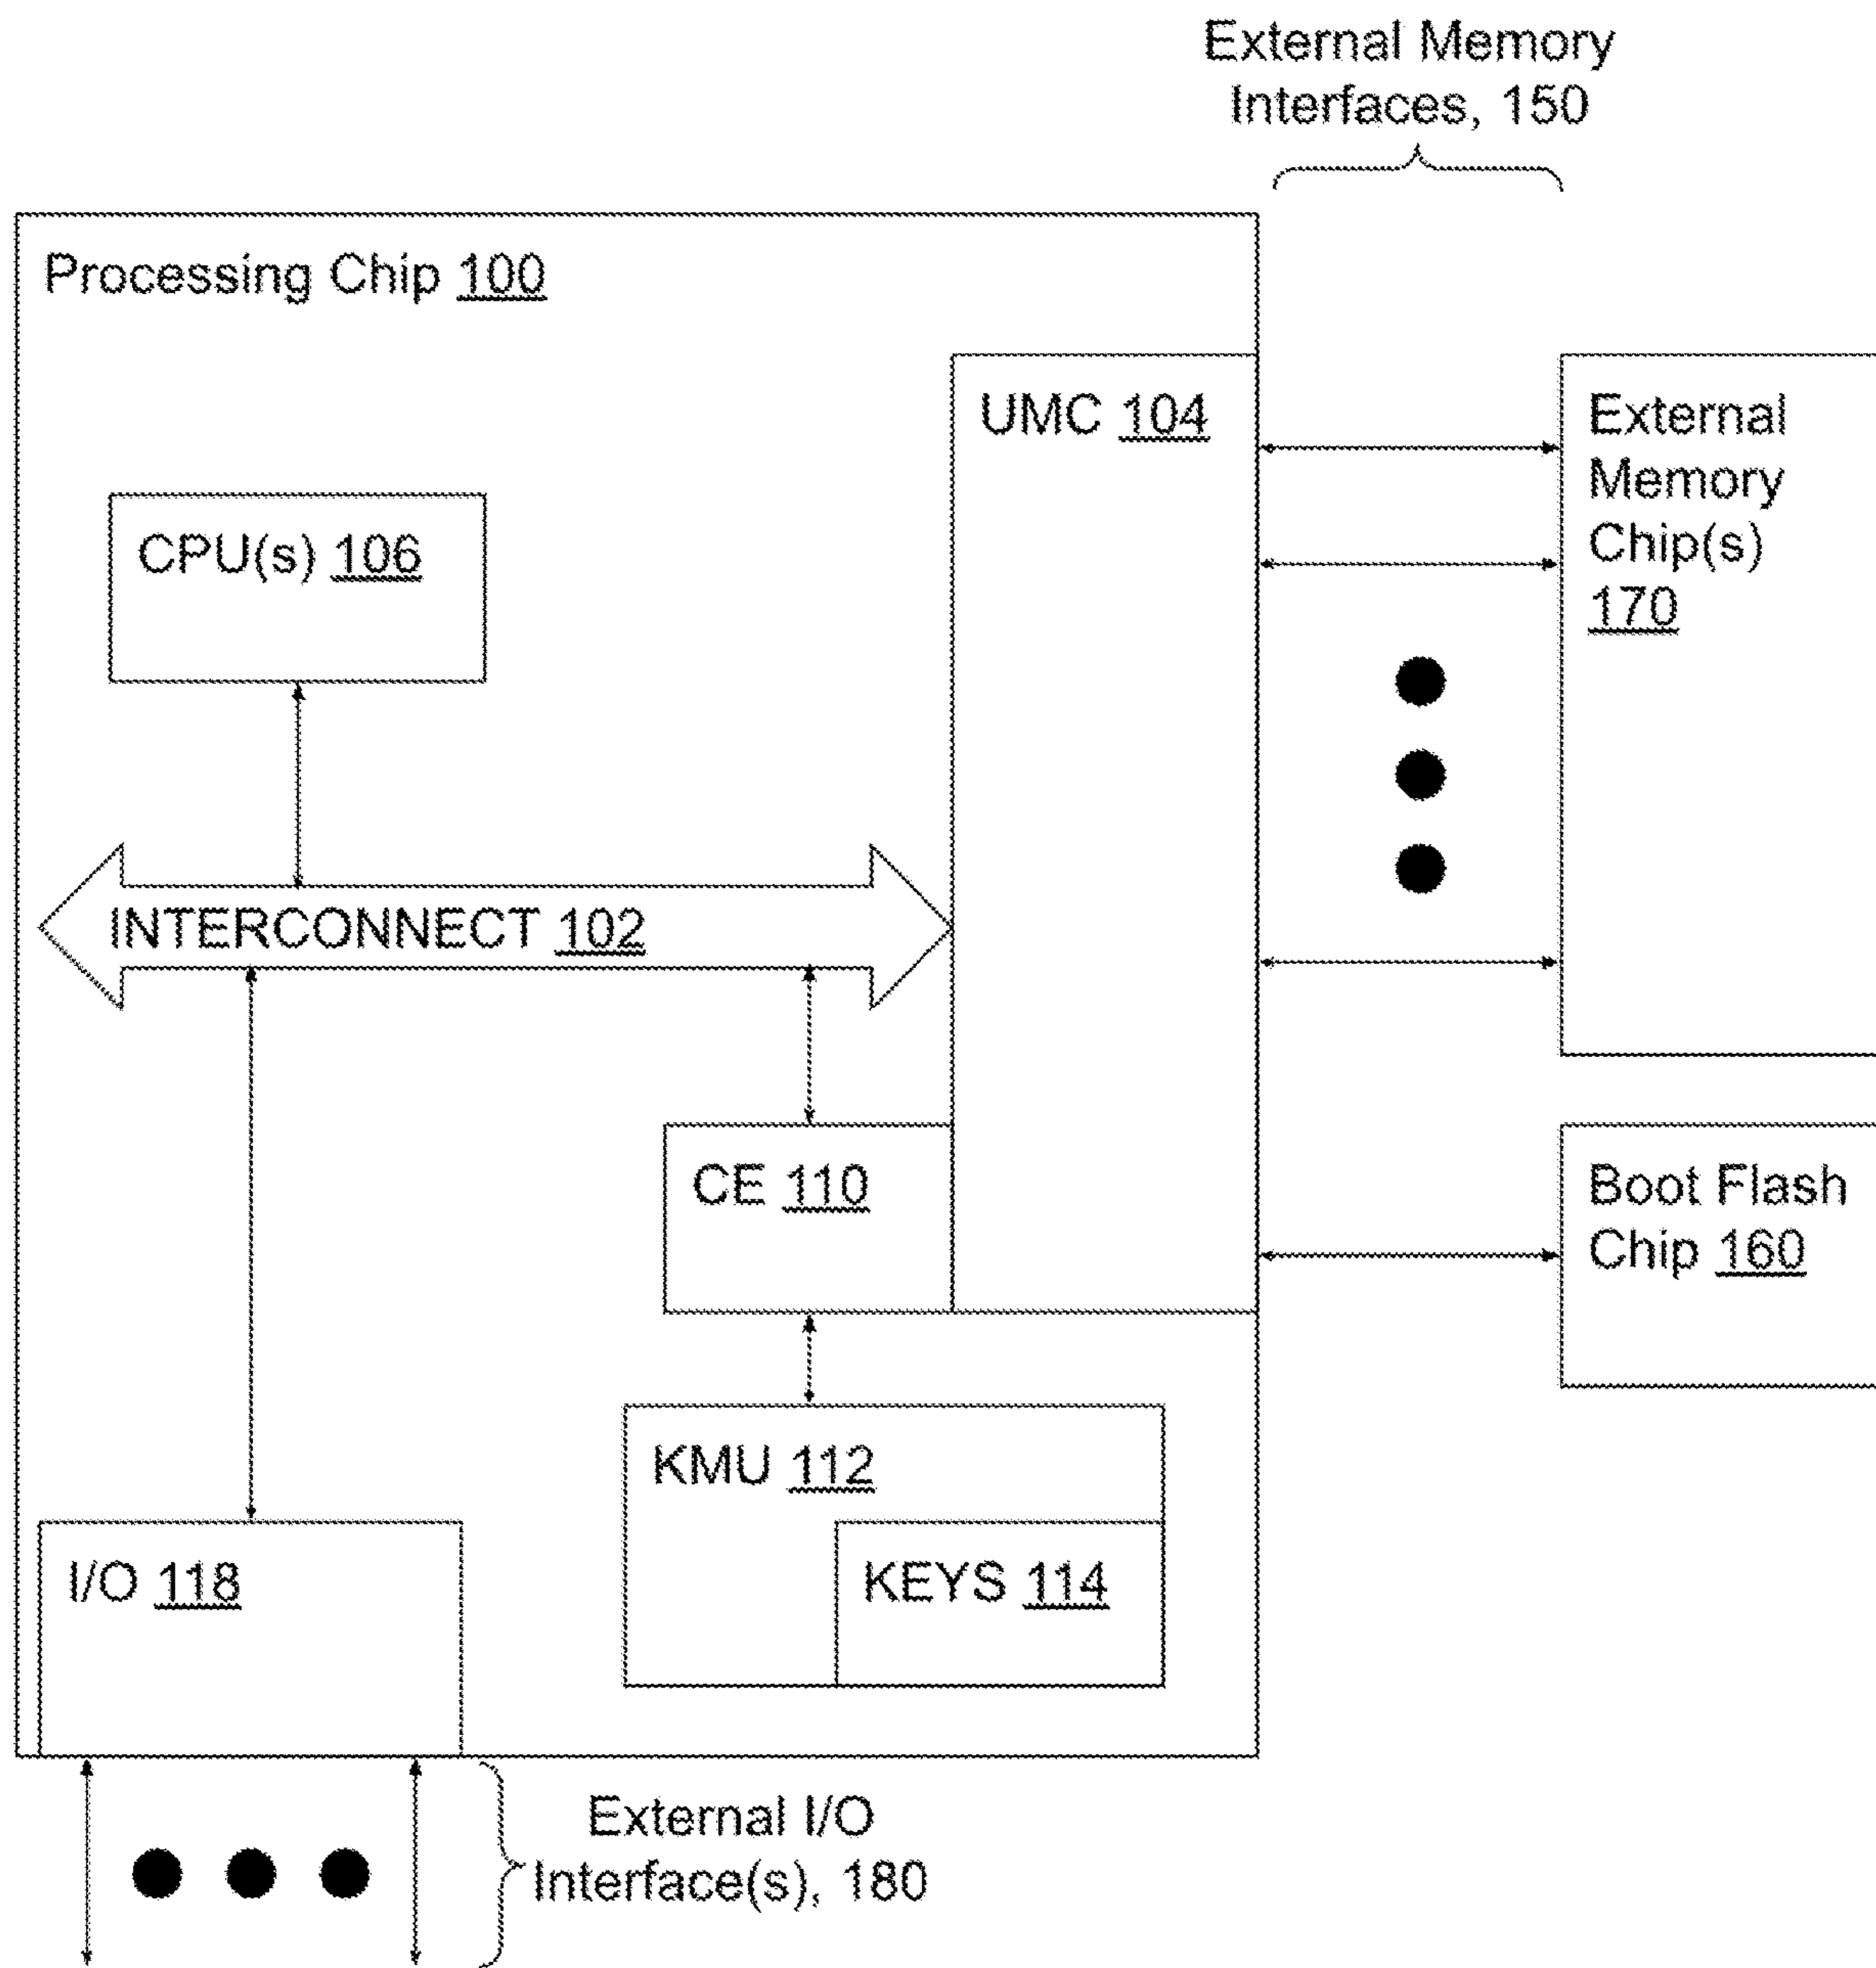 External Memory
Interfaces, 150
Processing Chip 100
UMC 104
External
Memory
Chip(s)
170
CPU(s) 106
INTERCONNECT 102
CE 110
Boot Flash
Chip 160
KMU 112
KEYS 114
I/O 118
External I/O
Interface(s), 180